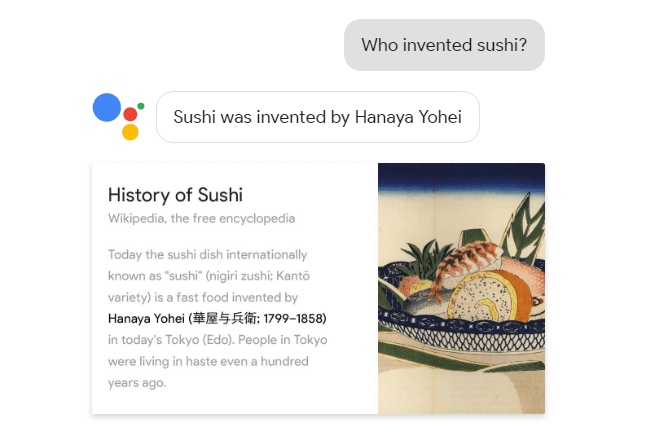 Who invented sushi?
Sushi was invented by Hanaya Yohei
History of Sushi
Wikipedia, the free encyclopedia
Today the sushi dish internationally
known as "sushi" (nigiri zushi; Kantō
variety) is a fast food invented by
Hanaya Yohei (華屋与兵衛; 1799–1858)
in today's Tokyo (Edo). People in Tokyo
were living in haste even a hundred
years ago.